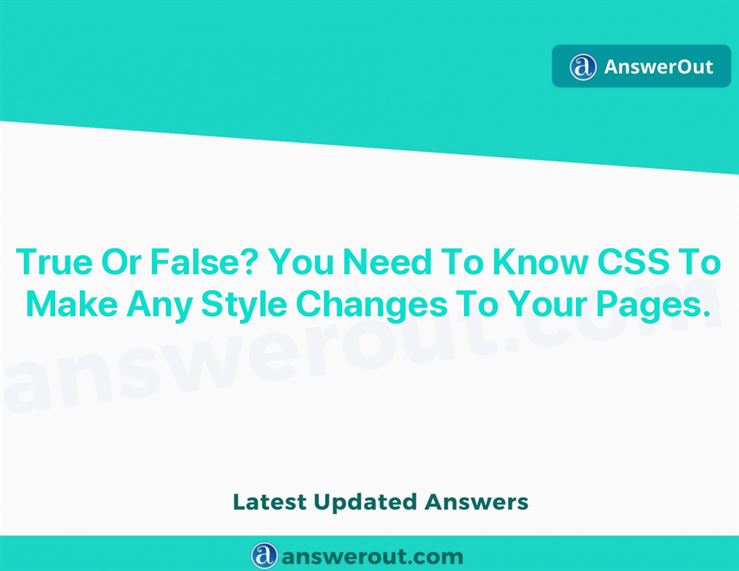 a AnswerOut
True Or False? You Need To Know CSS To
Make Any Style Changes To Your Pages.
answerout.com
Latest Updated Answers
a answerout.com